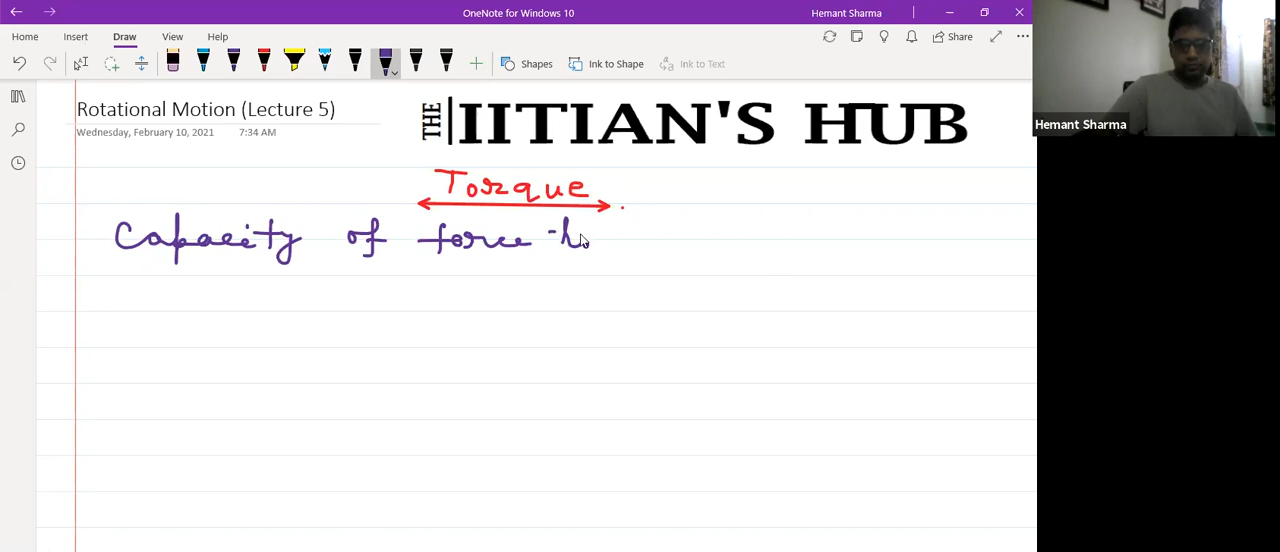 OneNote for Windows 10
Hemant Sharma
Home Insert Draw View Help
Share
Shapes Ink to Shape Ink to Text
Rotational Motion (Lecture 5)
Wednesday, February 10, 2021 7:34 AM
THE IITIAN'S HUB
Hemant Sharma
Torque
Capacity of force